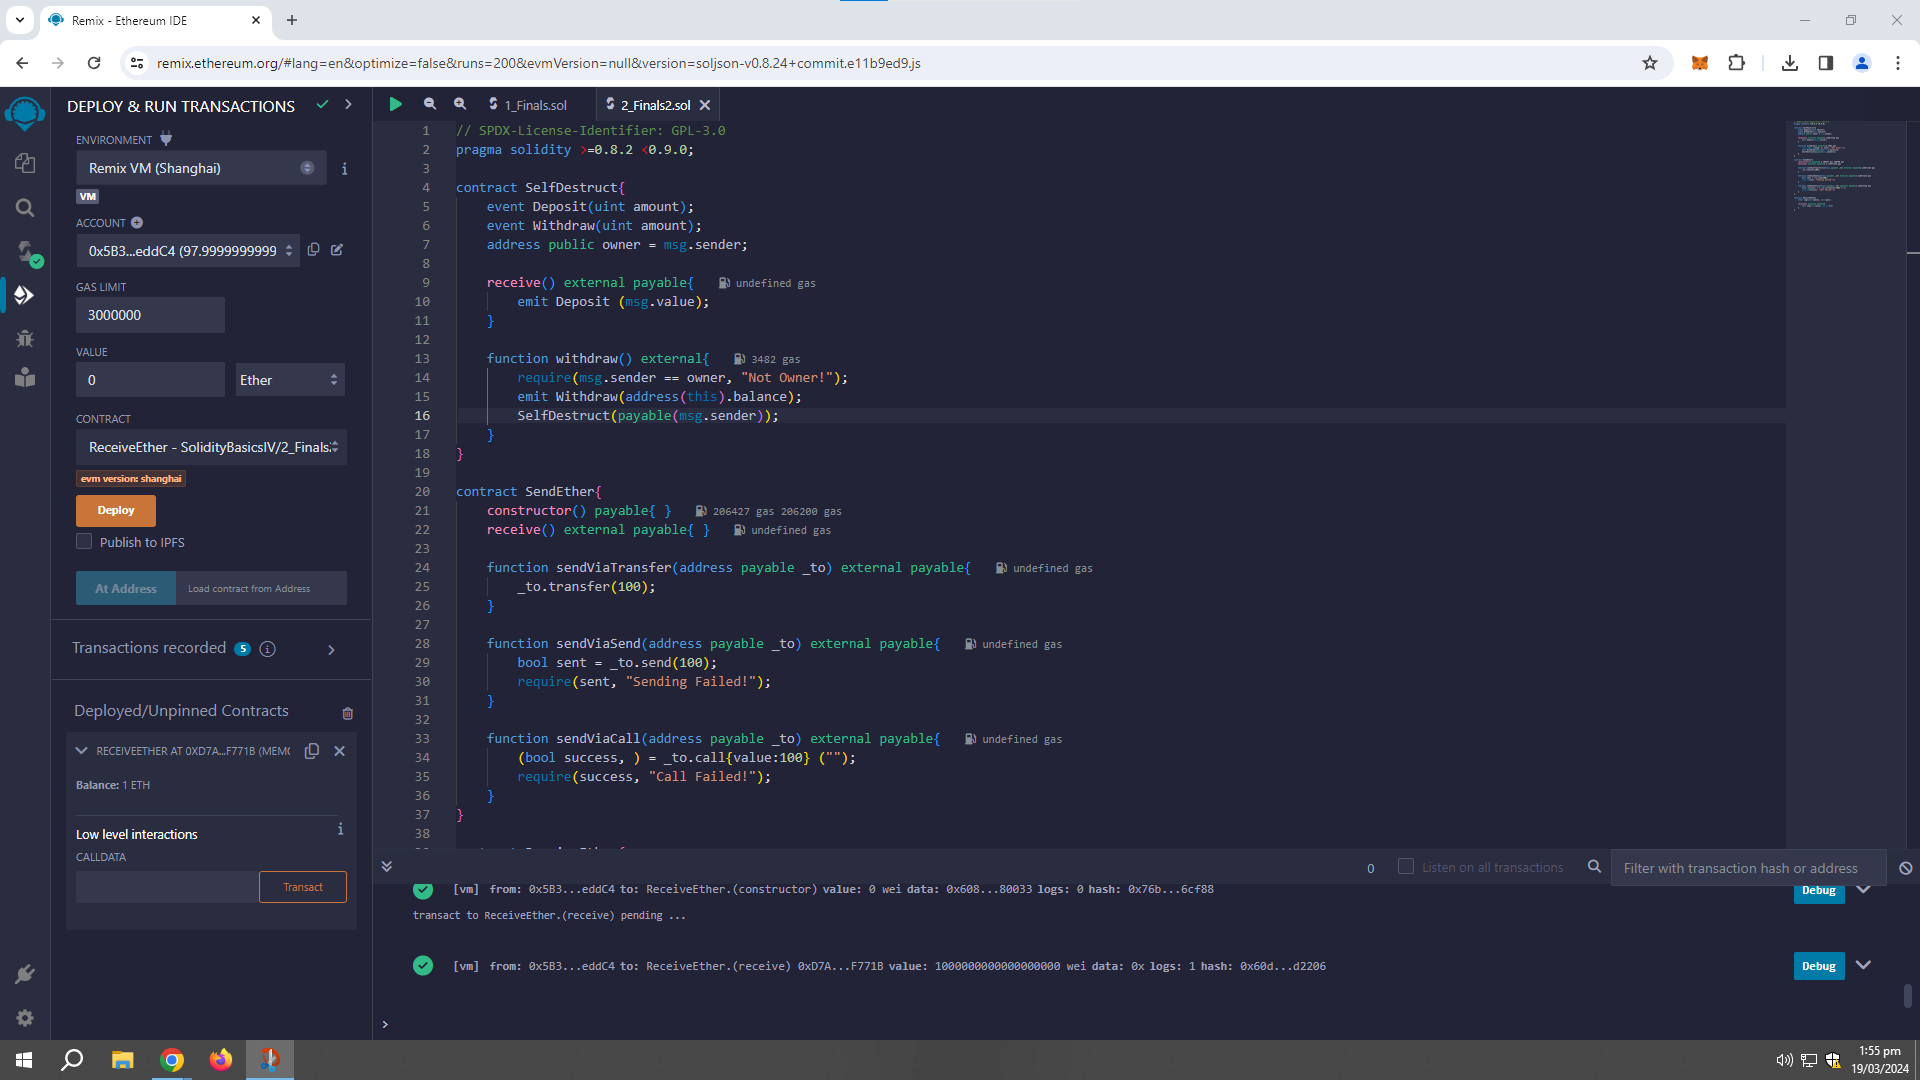 Remix - Ethereum IDE
remix.ethereum.org/#lang=en&optimize=false&runs=200&evmVersion=null&version=soljson-v0.8.24+commit.e11b9ed9.js
DEPLOY & RUN TRANSACTIONS
ENVIRONMENT
Remix VM (Shanghai)
VM
ACCOUNT
0x5B3...eddC4 (97.9999999999
GAS LIMIT
3000000
VALUE
0
Ether
CONTRACT
ReceiveEther - SolidityBasicsIV/2_Finals
evm version: shanghai
Deploy
Publish to IPFS
At Address
Load contract from Address
Transactions recorded 5
Deployed/Unpinned Contracts
RECEIVEETHER AT 0XD7A...F771B (MEMO
Balance: 1 ETH
Low level interactions
CALLDATA
Transact
1_Finals.sol
2_Finals2.sol
1 // SPDX-License-Identifier: GPL-3.0
2 pragma solidity >=0.8.2 <0.9.0;
3
4 contract SelfDestruct{
5 event Deposit(uint amount);
6 event Withdraw(uint amount);
7 address public owner = msg.sender;
8
9 receive() external payable{ undefined gas
10 emit Deposit (msg.value);
11 }
12
13 function withdraw() external{ 3482 gas
14 require(msg.sender == owner, "Not Owner!");
15 emit Withdraw(address(this).balance);
16 SelfDestruct(payable(msg.sender));
17 }
18 }
19
20 contract SendEther{
21 constructor() payable{ } 206427 gas 206200 gas
22 receive() external payable{ } undefined gas
23
24 function sendViaTransfer(address payable _to) external payable{ undefined gas
25 _to.transfer(100);
26 }
27
28 function sendViaSend(address payable _to) external payable{ undefined gas
29 bool sent = _to.send(100);
30 require(sent, "Sending Failed!");
31 }
32
33 function sendViaCall(address payable _to) external payable{ undefined gas
34 (bool success, ) = _to.call{value:100} ("");
35 require(success, "Call Failed!");
36 }
37 }
38
0
Listen on all transactions
Filter with transaction hash or address
[vm] from: 0x5B3...eddC4 to: ReceiveEther.(constructor) value: 0 wei data: 0x608...80033 logs: 0 hash: 0x76b...6cf88
Debug
transact to ReceiveEther.(receive) pending ...
[vm] from: 0x5B3...eddC4 to: ReceiveEther.(receive) 0xD7A...F771B value: 1000000000000000000 wei data: 0x logs: 1 hash: 0x60d...d2206
Debug
>
1:55 pm
19/03/2024